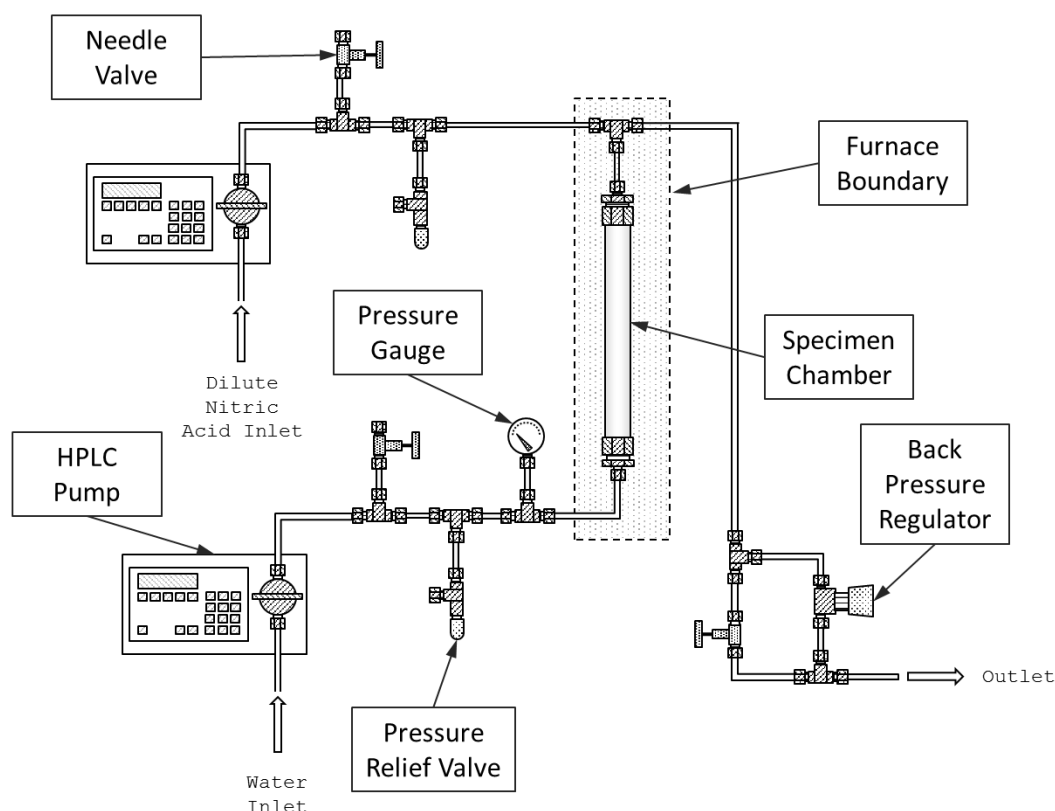 Needle
Valve
Furnace
Boundary
Pressure
Gauge
Specimen
Chamber
Dilute
Nitric
Acid Inlet
HPLC
Pump
Back
Pressure
Regulator
Outlet
Pressure
Relief Valve
Water
Inlet